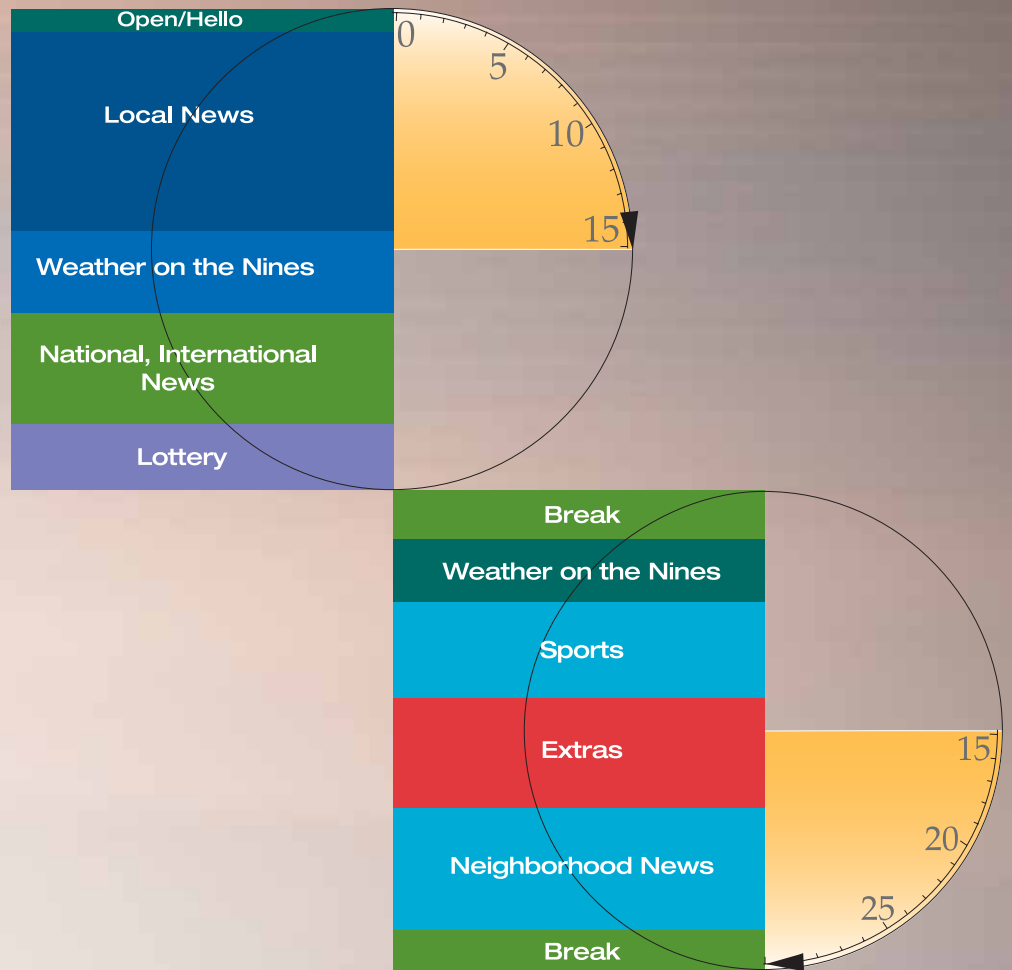 Open/Hello
Local News
Weather on the Nines
National, International
News
Lottery
0
5
10
15
Break
Weather on the Nines
Sports
Extras
Neighborhood News
Break
15
20
25